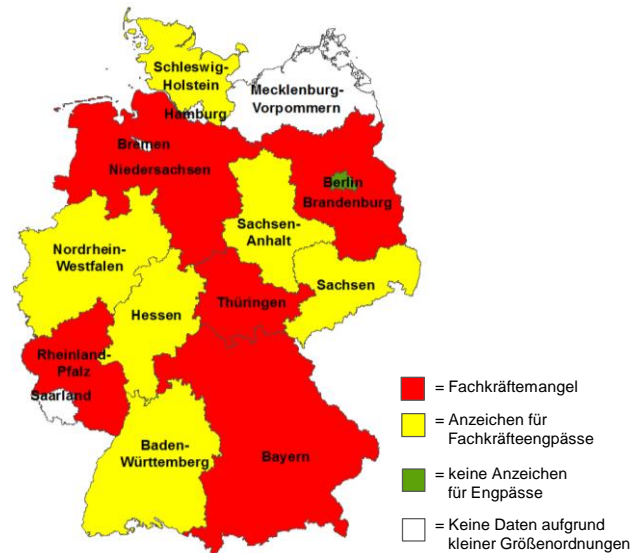 Schleswig-
Holstein
Mecklenburg-
Vorpommern
Hamburg
Bremen
Niedersachsen
Berlin
Brandenburg
Sachsen-
Anhalt
Nordrhein-
Westfalen
Sachsen
Thüringen
Hessen
Rheinland-
Pfalz
Saarland
Baden-
Württemberg
Bayern
= Fachkräftemangel
= Anzeichen für
Fachkräfteengpässe
= keine Anzeichen
für Engpässe
= Keine Daten aufgrund
kleiner Größenordnungen